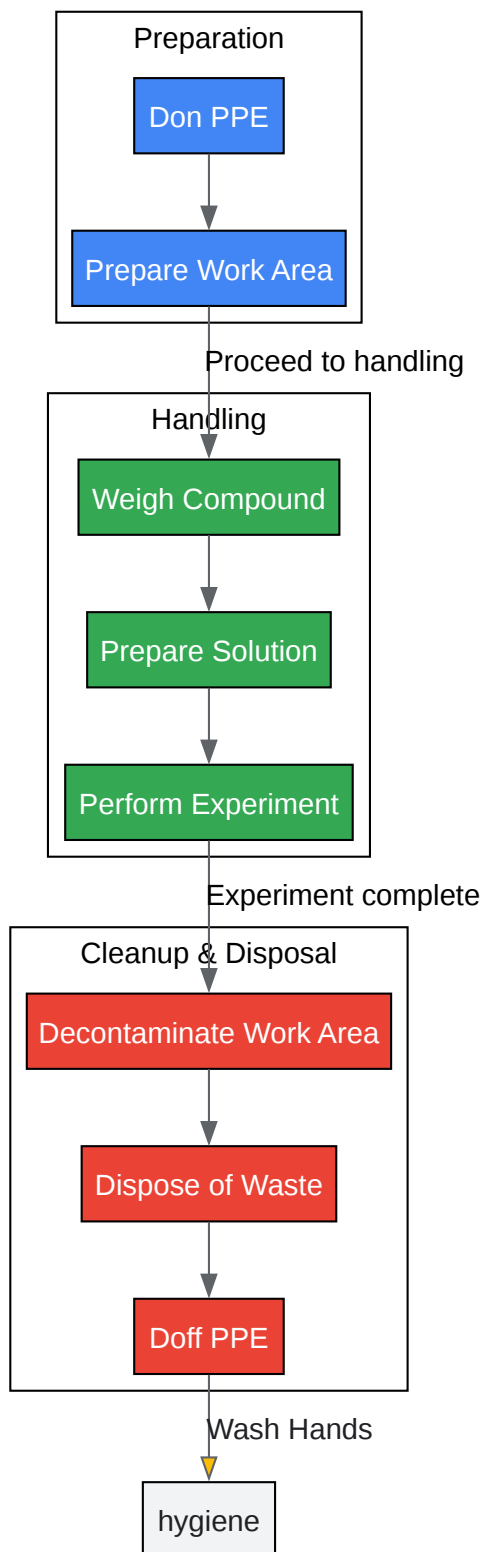 Preparation
Don PPE
Prepare Work Area
Proceed to handling
Handling
Weigh Compound
Prepare Solution
Perform Experiment
Experiment complete
Cleanup & Disposal
Decontaminate Work Area
Dispose of Waste
Doff PPE
Wash Hands
hygiene